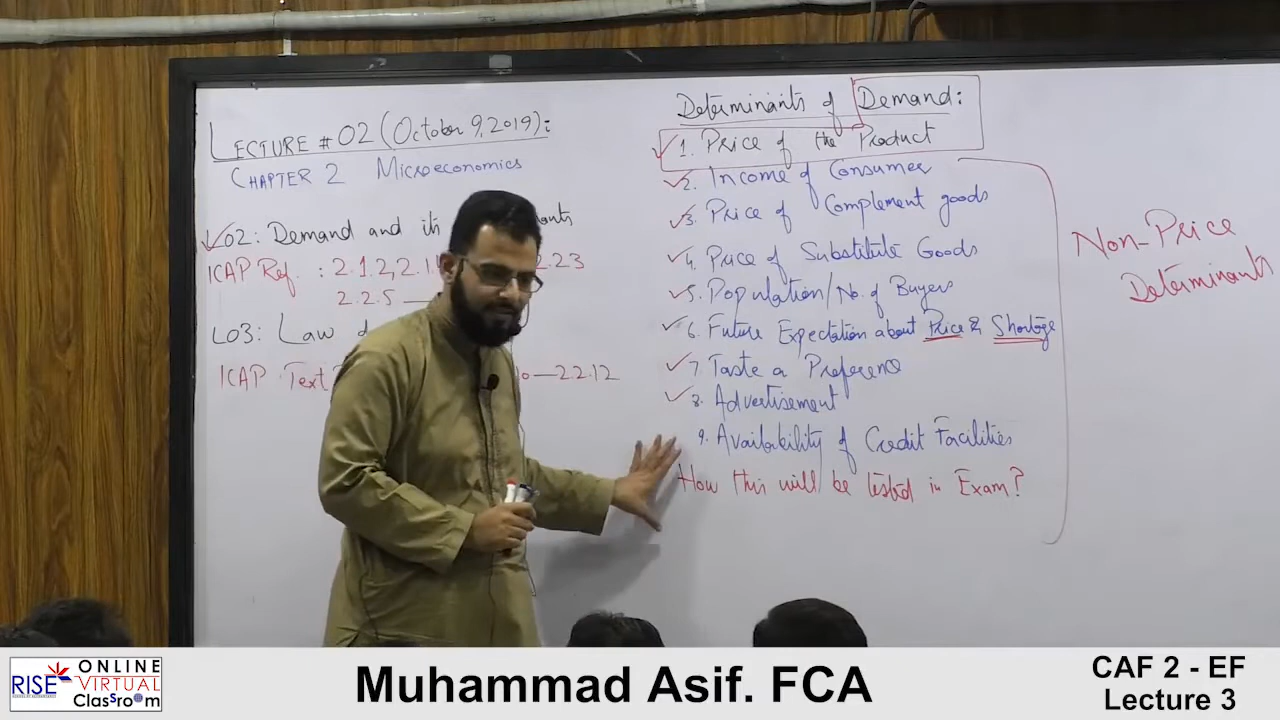 LECTURE # 02 (October 9, 2019):
CHAPTER 2 Microeconomics
LO2: Demand and its
ICAP Ref. : 2.1.2, 2.1 2.23
2.2.5 —
LO3: Law
ICAP Text 10 — 2.2.12
Determinants of Demand:
1. Price of the Product
2. Income of Consumer
3. Price of Complement goods
4. Price of Substitute Goods
5. Population/No. of Buyers
6. Future Expectation about Price & Shortage
7. Taste a Preference
8. Advertisement
9. Availability of Credit Facilities
How this will be tested in Exam?
Non-Price
Determinants
RISE
ONLINE
VIRTUAL
Classroom
Muhammad Asif. FCA
CAF 2 - EF
Lecture 3